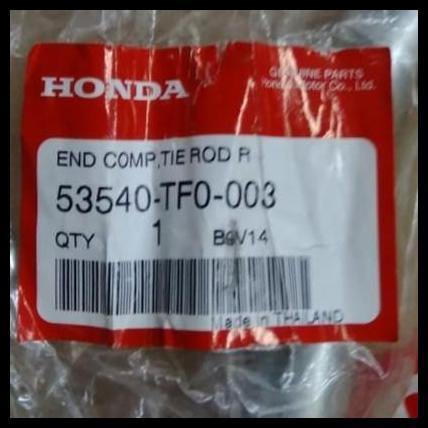 HONDA
GENUINE PARTS
Honda Motor Co., Ltd.
END COMP,TIE ROD R
53540-TF0-003
QTY 1 B9V14
Made in THAILAND